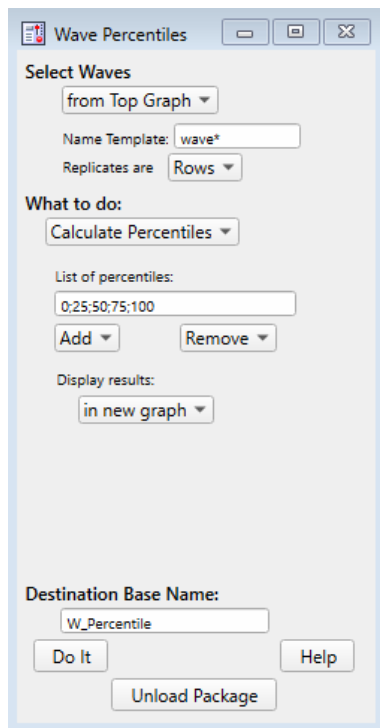 Wave Percentiles
Select Waves
from Top Graph
Name Template: wave*
Replicates are Rows
What to do:
Calculate Percentiles
List of percentiles:
0;25;50;75;100
Add Remove
Display results:
in new graph
Destination Base Name:
W_Percentile
Do It Help
Unload Package